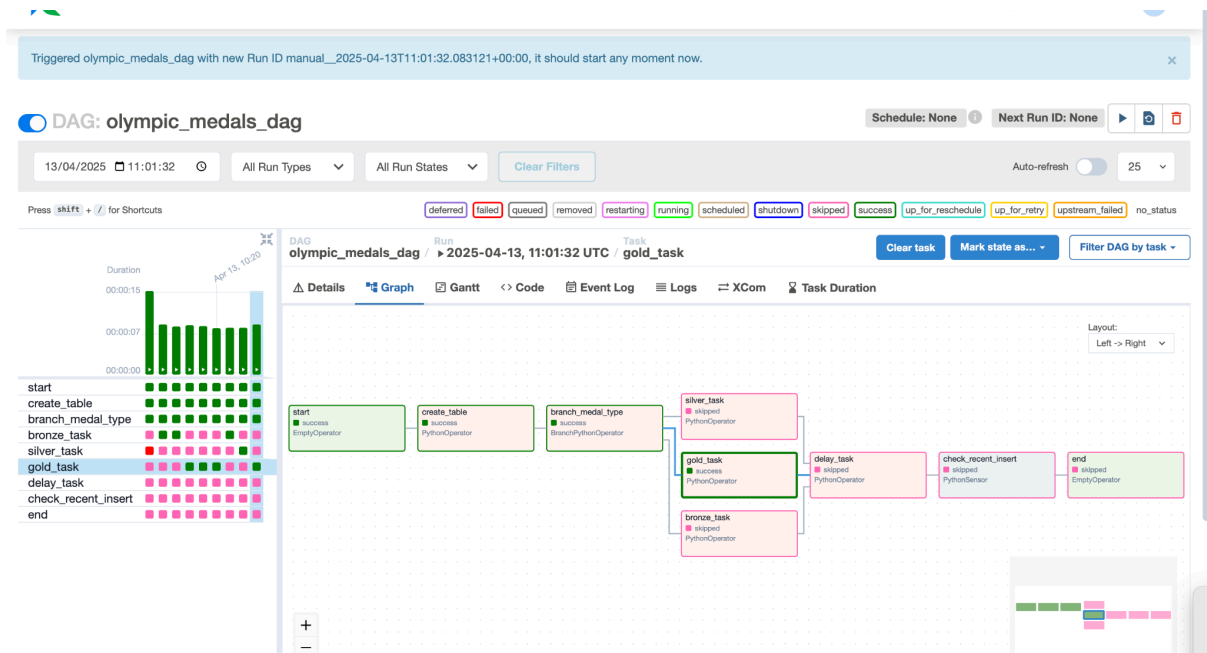 Triggered olympic_medals_dag with new Run ID manual__2025-04-13T11:01:32.083121+00:00, it should start any moment now.
×
DAG: olympic_medals_dag
Schedule: None
Next Run ID: None
13/04/2025 11:01:32
All Run Types
All Run States
Clear Filters
Auto-refresh
25
Press shift + / for Shortcuts
deferred failed queued removed restarting running scheduled shutdown skipped success up_for_reschedule up_for_retry upstream_failed no_status
Duration
Apr 13, 10:20
00:00:15
00:00:07
00:00:00
start
create_table
branch_medal_type
bronze_task
silver_task
gold_task
delay_task
check_recent_insert
end
DAG
olympic_medals_dag
/
Run
2025-04-13, 11:01:32 UTC
/
Task
gold_task
Clear task
Mark state as...
Filter DAG by task
Details
Graph
Gantt
Code
Event Log
Logs
XCom
Task Duration
Layout:
Left -> Right
start
success
EmptyOperator
create_table
success
PythonOperator
branch_medal_type
success
BranchPythonOperator
silver_task
skipped
PythonOperator
gold_task
success
PythonOperator
bronze_task
skipped
PythonOperator
delay_task
skipped
PythonOperator
check_recent_insert
skipped
PythonSensor
end
skipped
EmptyOperator
+
−